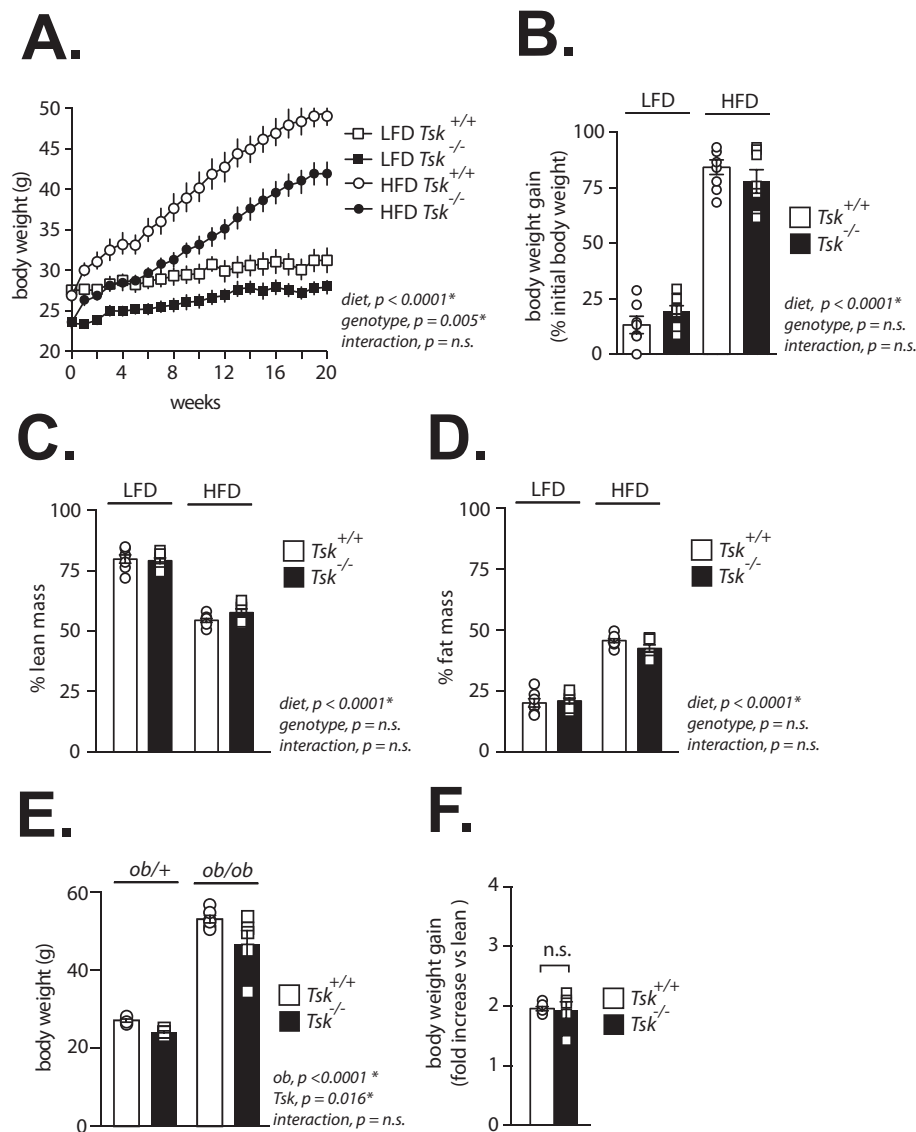 A.
body weight (g)
50
45
40
35
30
25
20
0
4
8
12
16
20
weeks
LFD Tsk +/+
LFD Tsk -/-
HFD Tsk +/+
HFD Tsk -/-
diet, p < 0.0001*
genotype, p = 0.005*
interaction, p = n.s.
B.
LFD
HFD
body weight gain
(% initial body weight)
100
75
50
25
0
Tsk +/+
Tsk -/-
diet, p < 0.0001*
genotype, p = n.s.
interaction, p = n.s.
C.
LFD
HFD
% lean mass
100
75
50
25
0
Tsk +/+
Tsk -/-
diet, p < 0.0001*
genotype, p = n.s.
interaction, p = n.s.
D.
LFD
HFD
% fat mass
100
75
50
25
0
Tsk +/+
Tsk -/-
diet, p < 0.0001*
genotype, p = n.s.
interaction, p = n.s.
E.
ob/+
ob/ob
body weight (g)
60
40
20
0
Tsk +/+
Tsk -/-
ob, p <0.0001 *
Tsk, p = 0.016*
interaction, p = n.s.
F.
body weight gain
(fold increase vs lean )
4
3
2
1
0
n.s.
Tsk +/+
Tsk -/-